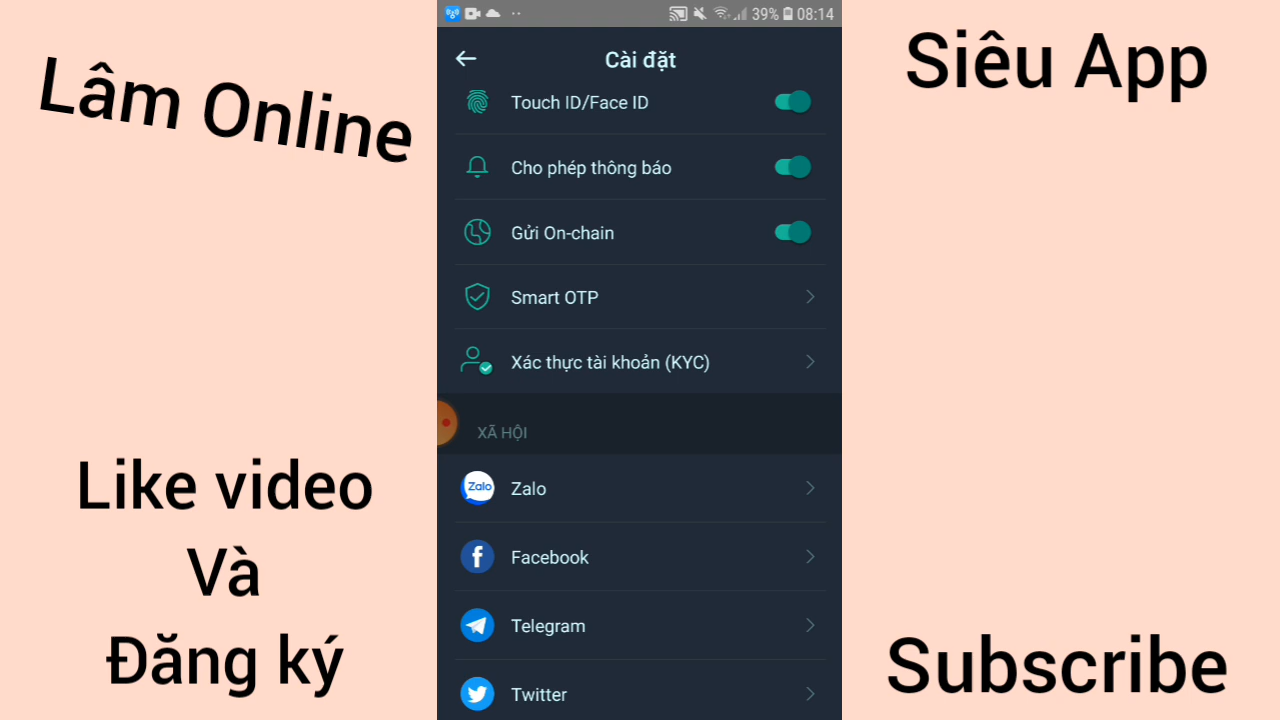 Lâm Online
Siêu App
39% 08:14
Cài đặt
Touch ID/Face ID
Cho phép thông báo
Gửi On-chain
Smart OTP
Xác thực tài khoản (KYC)
XÃ HỘI
Zalo
Zalo
Facebook
Telegram
Twitter
Like video
Và
Đăng ký
Subscribe